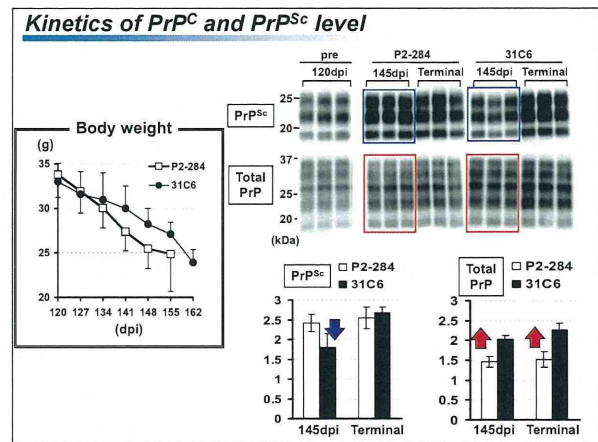 Kinetics of PrPC and PrPSc level
pre P2-284 31C6
120dpi 145dpi Terminal 145dpi Terminal
PrPSc
25
20
Total PrP
37
25
20
(kDa)
Body weight
(g)
P2-284
31C6
35
30
25
20
120 127 134 141 148 155 162
(dpi)
PrPSc
P2-284
31C6
3
2.5
2
1.5
1
0.5
0
145dpi Terminal
Total PrP
P2-284
31C6
3
2.5
2
1.5
1
0.5
0
145dpi Terminal